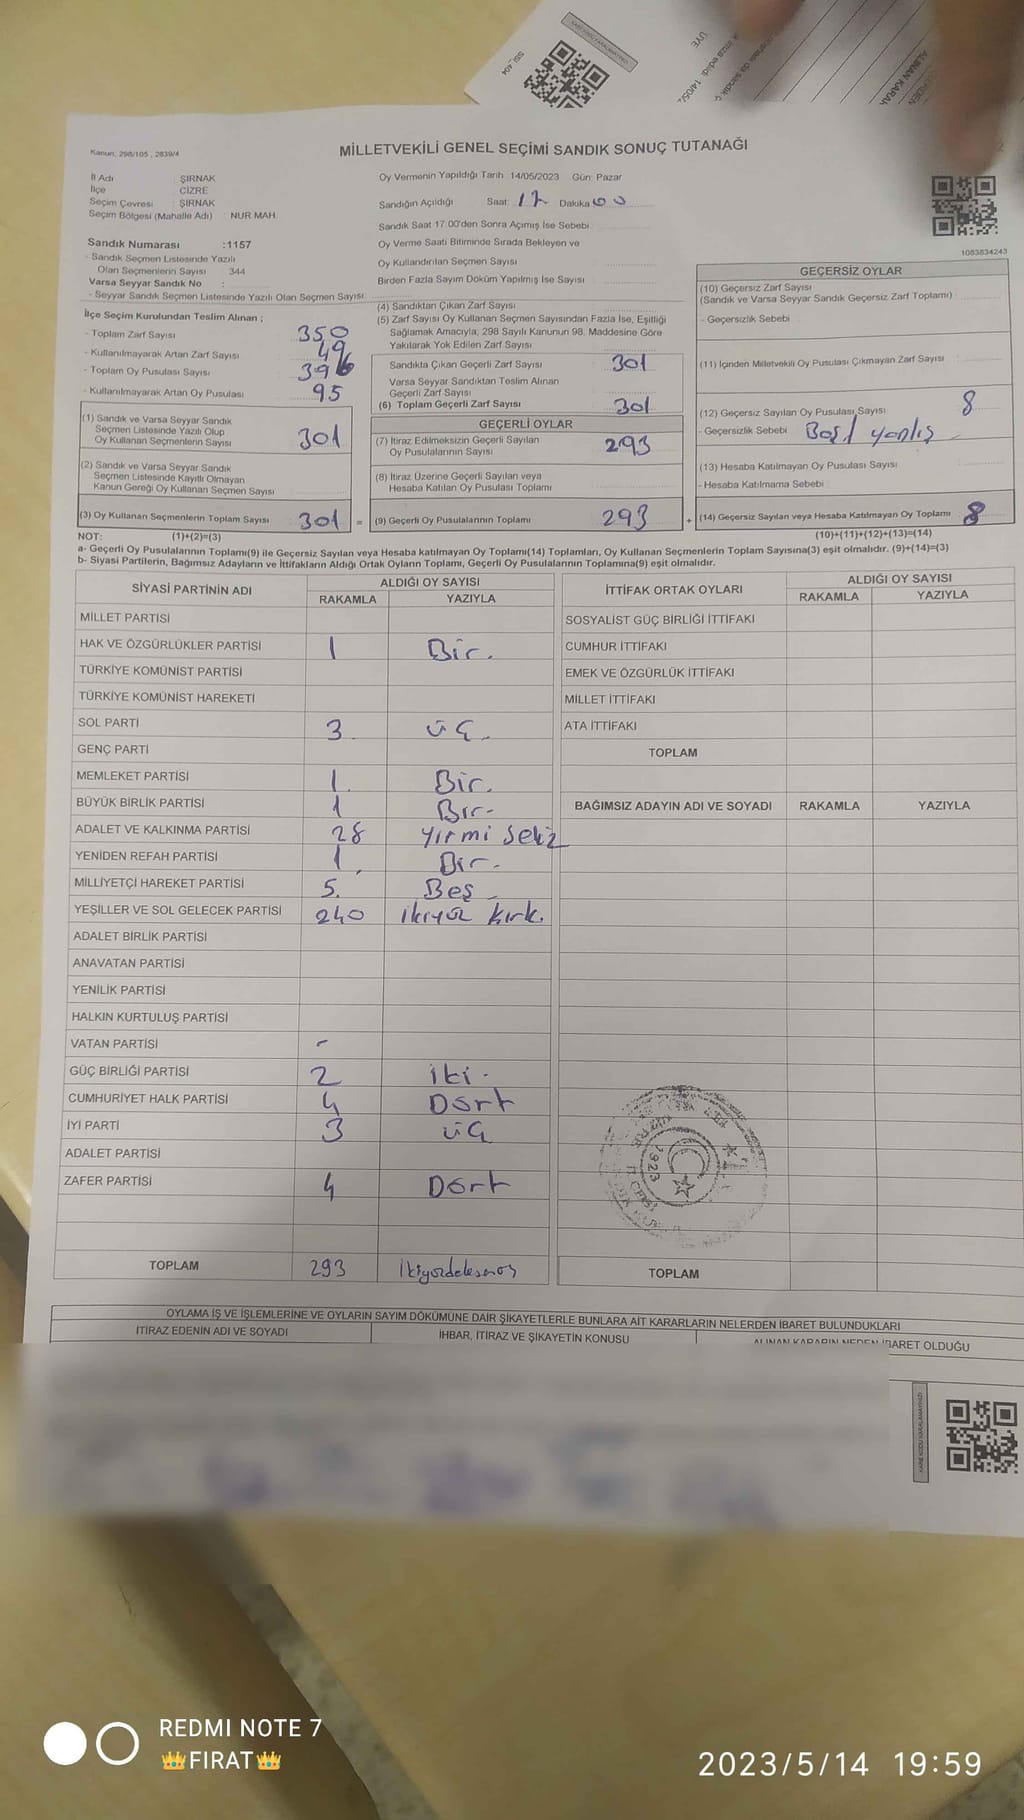 SSİ_404
ÜYE
ALINAN KARAR
Kanun: 298/105 , 2839/4
MİLLETVEKİLİ GENEL SEÇİMİ SANDIK SONUÇ TUTANAĞI
İl Adı : ŞIRNAK
İlçe : CİZRE
Seçim Çevresi : ŞIRNAK
Seçim Bölgesi (Mahalle Adı) : NUR MAH.
Sandık Numarası :1157
- Sandık Seçmen Listesinde Yazılı
Olan Seçmenlerin Sayısı : 344
Varsa Seyyar Sandık No :
- Seyyar Sandık Seçmen Listesinde Yazılı Olan Seçmen Sayısı:
Oy Vermenin Yapıldığı Tarih :14/05/2023 Gün: Pazar
Sandığın Açıldığı Saat: 17 Dakika 00
Sandık Saat 17:00'den Sonra Açımış İse Sebebi
Oy Verme Saati Bitiminde Sırada Bekleyen ve
Oy Kullandırılan Seçmen Sayısı
Birden Fazla Sayım Döküm Yapılmış İse Sayısı
1083834243
İlçe Seçim Kurulundan Teslim Alınan ;
- Toplam Zarf Sayısı 350
- Kullanılmayarak Artan Zarf Sayısı 49
- Toplam Oy Pusulası Sayısı 396
- Kullanılmayarak Artan Oy Pusulası 95
(1) Sandık ve Varsa Seyyar Sandık
Seçmen Listesinde Yazılı Olup
Oy Kullanan Seçmenlerin Sayısı 301
(2) Sandık ve Varsa Seyyar Sandık
Seçmen Listesinde Kayıtlı Olmayan
Kanun Gereği Oy Kullanan Seçmen Sayısı
(3) Oy Kullanan Seçmenlerin Toplam Sayısı 301 =
(4) Sandıktan Çıkan Zarf Sayısı
(5) Zarf Sayısı Oy Kullanan Seçmen Sayısından Fazla İse, Eşitliği
Sağlamak Amacıyla, 298 Sayılı Kanunun 98. Maddesine Göre
Yakılarak Yok Edilen Zarf Sayısı
Sandıkta Çıkan Geçerli Zarf Sayısı 301
Varsa Seyyar Sandıktan Teslim Alınan
Geçerli Zarf Sayısı
(6) Toplam Geçerli Zarf Sayısı 301
GEÇERLİ OYLAR
(7) İtiraz Edilmeksizin Geçerli Sayılan
Oy Pusulalarının Sayısı 293
(8) İtiraz Üzerine Geçerli Sayılan veya
Hesaba Katılan Oy Pusulası Toplamı
(9) Geçerli Oy Pusulalarının Toplamı 293 +
GEÇERSİZ OYLAR
(10) Geçersiz Zarf Sayısı
(Sandık ve Varsa Seyyar Sandık Geçersiz Zarf Toplamı)
- Geçersizlik Sebebi
(11) İçinden Milletvekili Oy Pusulası Çıkmayan Zarf Sayısı
(12) Geçersiz Sayılan Oy Pusulası Sayısı 8
- Geçersizlik Sebebi yanlış
(13) Hesaba Katılmayan Oy Pusulası Sayısı
- Hesaba Katılmama Sebebi
(14) Geçersiz Sayılan veya Hesaba Katılmayan Oy Toplamı 8
NOT: (1)+(2)=(3) (10)+(11)+(12)+(13)=(14)
a- Geçerli Oy Pusulalarının Toplamı(9) ile Geçersiz Sayılan veya Hesaba katılmayan Oy Toplamı(14) Toplamları, Oy Kullanan Seçmenlerin Toplam Sayısına(3) eşit olmalıdır. (9)+(14)=(3)
b- Siyasi Partilerin, Bağımsız Adayların ve İttifakların Aldığı Ortak Oyların Toplamı, Geçerli Oy Pusulalarının Toplamına(9) eşit olmalıdır.
SİYASİ PARTİNİN ADI ALDIĞI OY SAYISI
RAKAMLA YAZIYLA
MİLLET PARTİSİ
HAK VE ÖZGÜRLÜKLER PARTİSİ 1 Bir.
TÜRKİYE KOMÜNİST PARTİSİ
TÜRKİYE KOMÜNİST HAREKETİ
SOL PARTİ 3. üç.
GENÇ PARTİ
MEMLEKET PARTİSİ 1. Bir.
BÜYÜK BİRLİK PARTİSİ 1 Bir-
ADALET VE KALKINMA PARTİSİ 28 yirmi sekiz
YENİDEN REFAH PARTİSİ 1. Bir.
MİLLİYETÇİ HAREKET PARTİSİ 5. Beş
YEŞİLLER VE SOL GELECEK PARTİSİ 240 ikiyüz kırk.
ADALET BİRLİK PARTİSİ
ANAVATAN PARTİSİ
YENİLİK PARTİSİ
HALKIN KURTULUŞ PARTİSİ
VATAN PARTİSİ -
GÜÇ BİRLİĞİ PARTİSİ 2 iki.
CUMHURİYET HALK PARTİSİ 4 Dört
İYİ PARTİ 3 üç
ADALET PARTİSİ
ZAFER PARTİSİ 4 Dört
TOPLAM 293
İTTİFAK ORTAK OYLARI ALDIĞI OY SAYISI
RAKAMLA YAZIYLA
SOSYALİST GÜÇ BİRLİĞİ İTTİFAKI
CUMHUR İTTİFAKI
EMEK VE ÖZGÜRLÜK İTTİFAKI
MİLLET İTTİFAKI
ATA İTTİFAKI
TOPLAM
BAĞIMSIZ ADAYIN ADI VE SOYADI RAKAMLA YAZIYLA
1923
TOPLAM
OYLAMA İŞ VE İŞLEMLERİNE VE OYLARIN SAYIM DÖKÜMÜNE DAİR ŞİKAYETLERLE BUNLARA AİT KARARLARIN NELERDEN İBARET BULUNDUKLARI
İTİRAZ EDENİN ADI VE SOYADI İHBAR, İTİRAZ VE ŞİKAYETİN KONUSU ALINAN KARARIN NEDEN İBARET OLDUĞU
KARE KODU KARALAMAYINIZ!
REDMI NOTE 7
👑FIRAT👑
2023/5/14 19:59